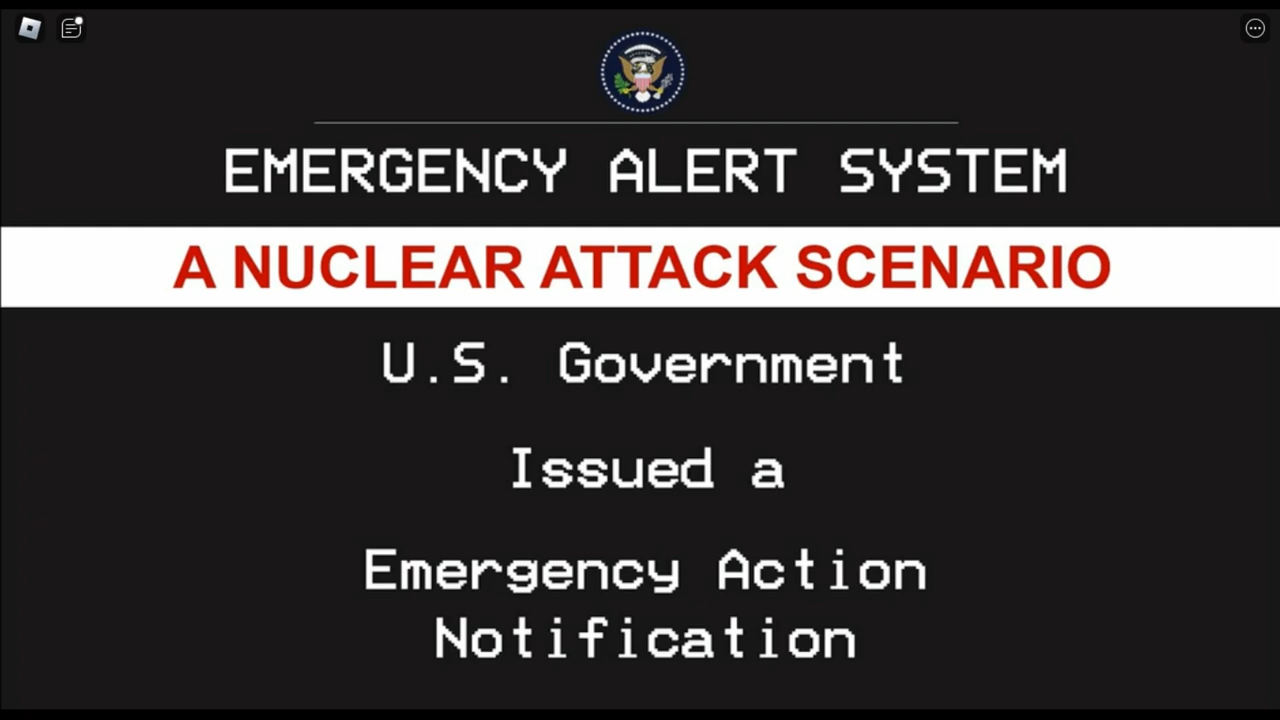 EMERGENCY ALERT SYSTEM
A NUCLEAR ATTACK SCENARIO
U.S. Government
Issued a
Emergency Action
Notification